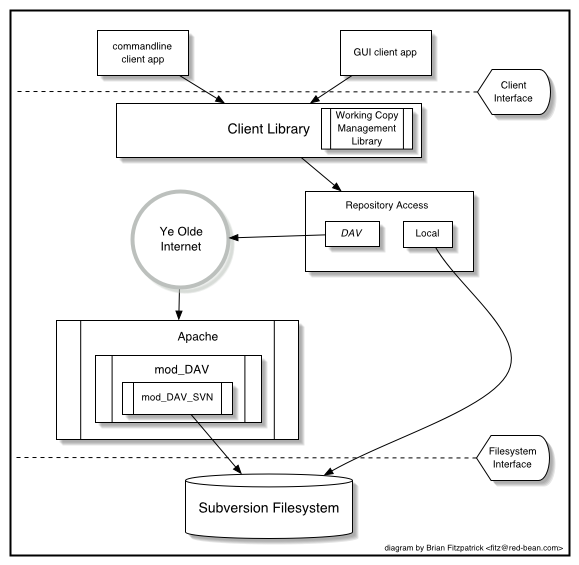 commandline
client app
GUI client app
Client
Interface
Client Library
Working Copy
Management
Library
Repository Access
DAV
Local
Ye Olde
Internet
Apache
mod_DAV
mod_DAV_SVN
Filesystem
Interface
Subversion Filesystem
diagram by Brian Fitzpatrick <fitz@red-bean.com>